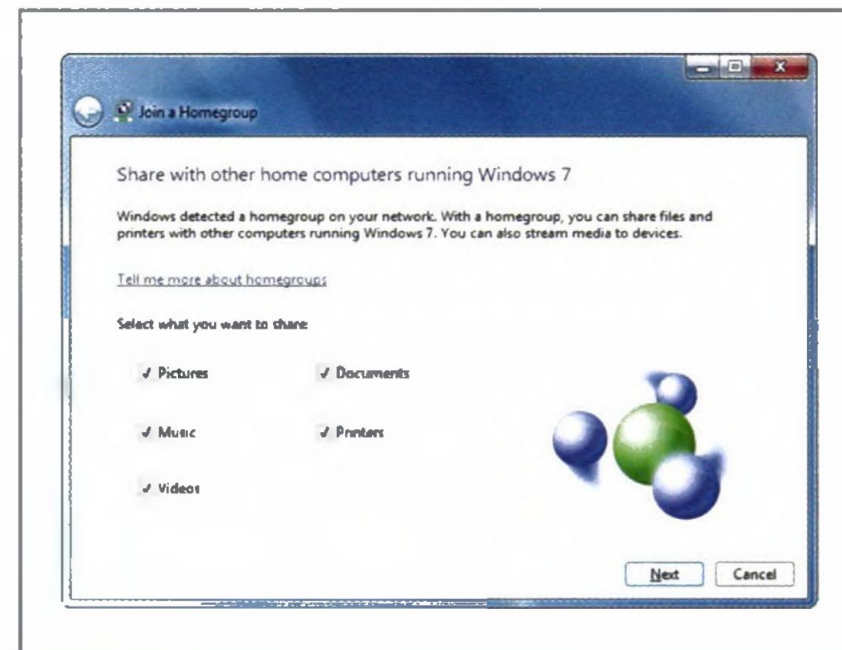 Join a Homegroup
Share with other home computers running Windows 7
Windows detected a homegroup on your network. With a homegroup, you can share files and
printers with other computers running Windows 7. You can also stream media to devices.
Tell me more about homegroups
Select what you want to share
✓ Pictures ✓ Documents
✓ Music ✓ Printers
✓ Videos
Next Cancel